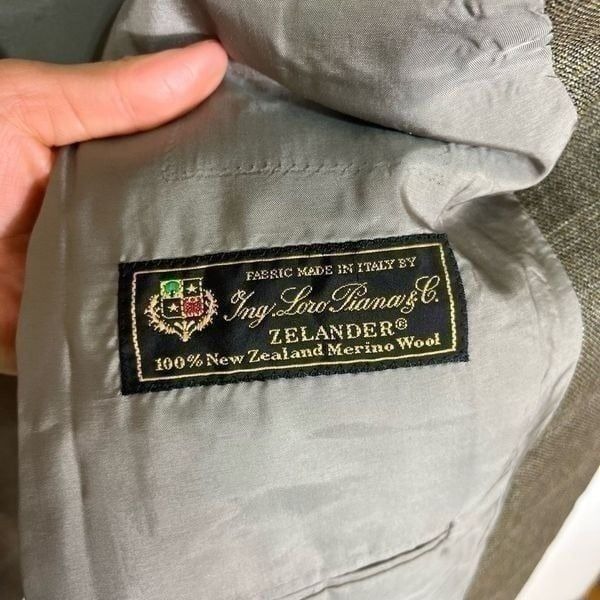 FABRIC MADE IN ITALY BY
Ing. Loro Piana & C.
ZELANDER®
100% New Zealand Merino Wool